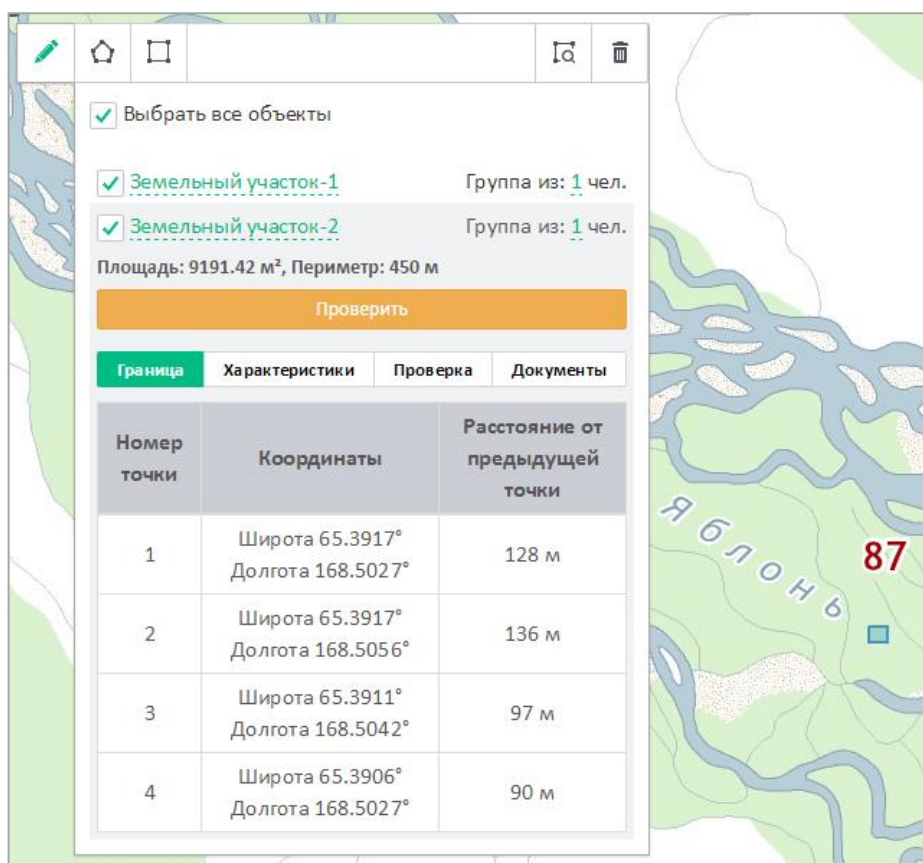 Выбрать все объекты
Земельный участок-1 Группа из: 1 чел.
Земельный участок-2 Группа из: 1 чел.
Площадь: 9191.42 м², Периметр: 450 м
Проверить
Граница Характеристики Проверка Документы
Номер точки Координаты Расстояние от предыдущей точки
1 Широта 65.3917° Долгота 168.5027° 128 м
2 Широта 65.3917° Долгота 168.5056° 136 м
3 Широта 65.3911° Долгота 168.5042° 97 м
4 Широта 65.3906° Долгота 168.5027° 90 м
Яблонь
87